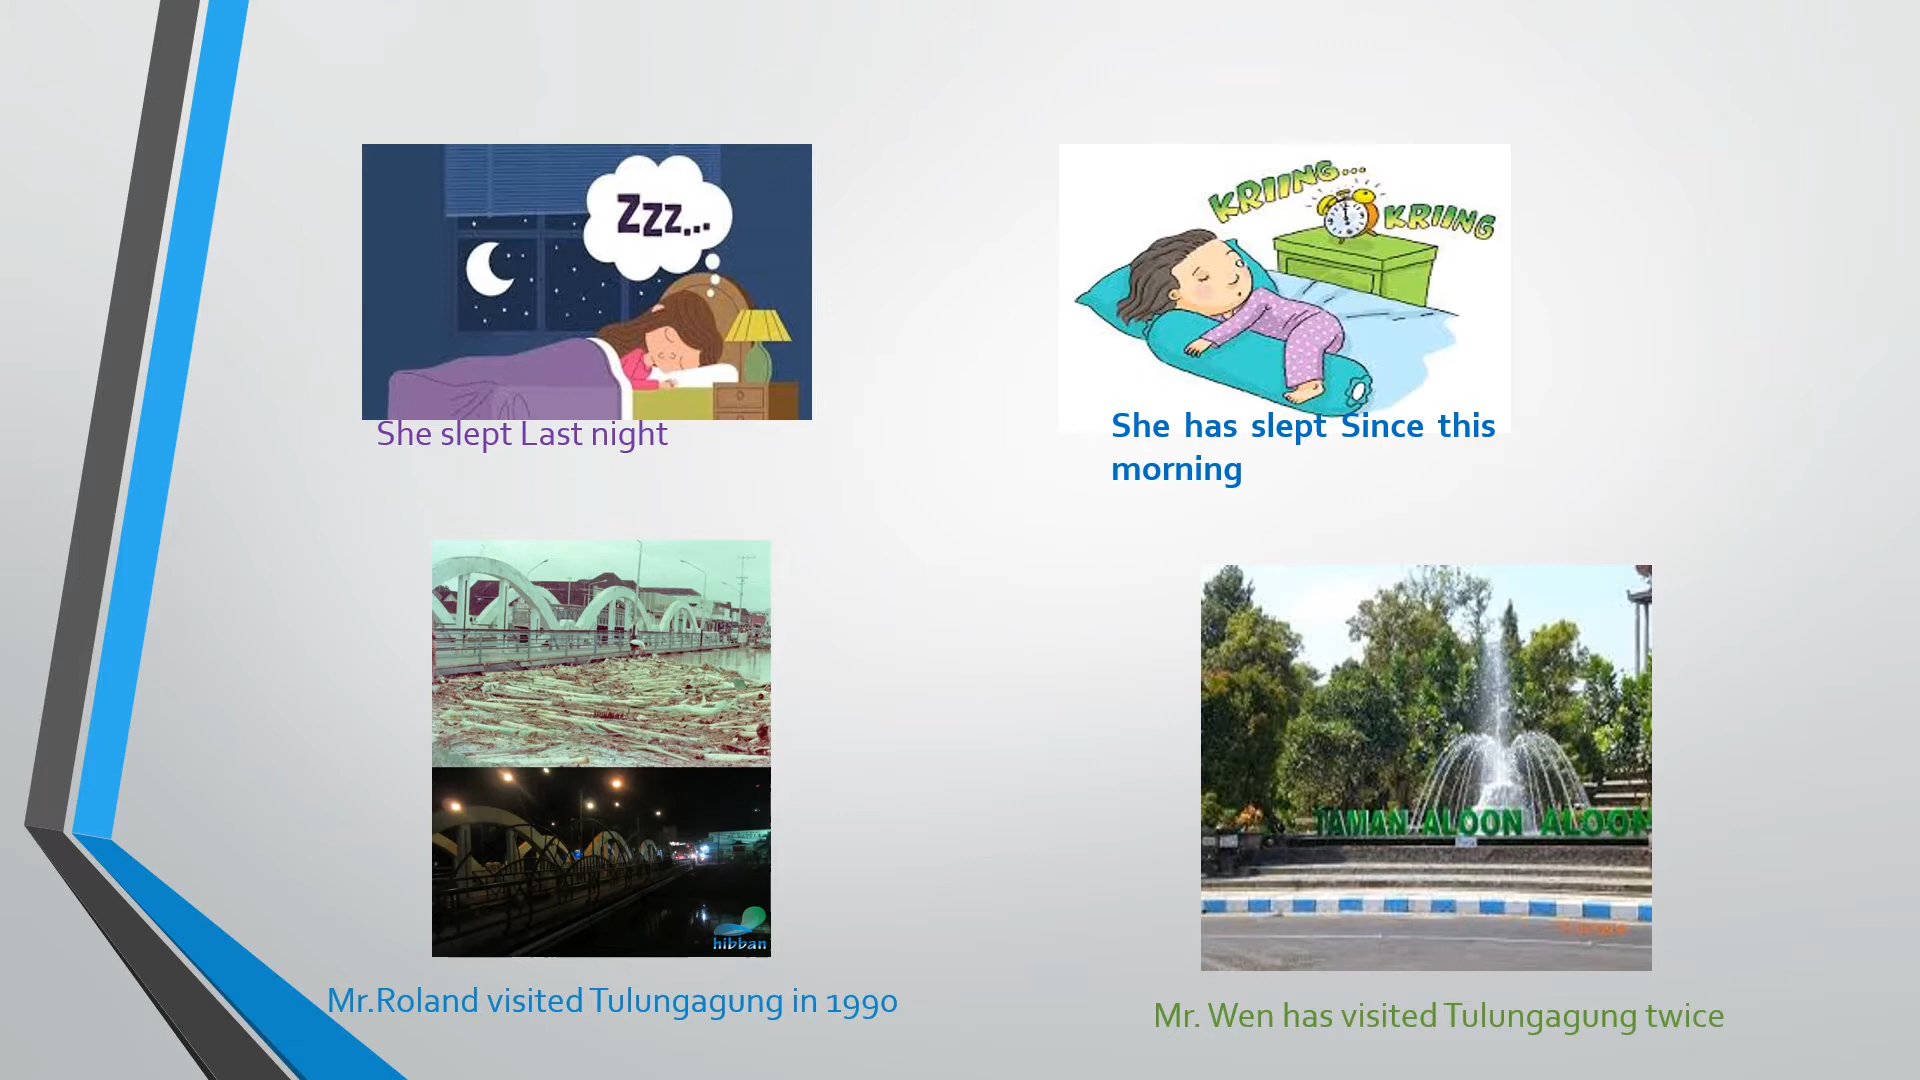 Zzz...
KRIING...
KRIING
She slept Last night
She has slept Since this
morning
hibban
TAMAN ALOON ALOON
Mr.Roland visited Tulungagung in 1990
Mr. Wen has visited Tulungagung twice